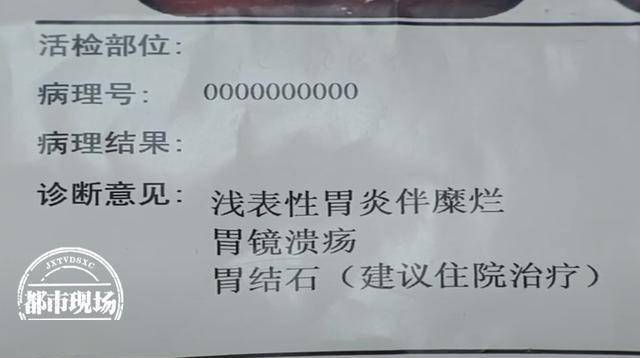 活检部位:
病理号: 0000000000
病理结果:
诊断意见: 浅表性胃炎伴糜烂
胃镜溃疡
胃结石（建议住院治疗）
JXTVDSXC
都市现场